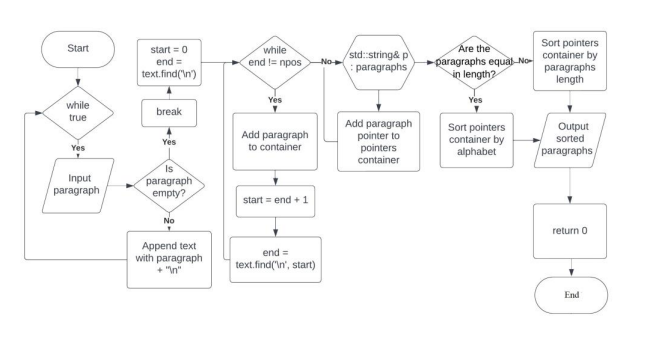 Start
while
true
Yes
Input
paragraph
Is
paragraph
empty?
Yes
break
start = 0
end =
text.find('\n')
No
Append text
with paragraph
+ "\n"
while
end != npos
Yes
Add paragraph
to container
start = end + 1
end =
text.find('\n', start)
No
std::string& p
: paragraphs
Add paragraph
pointer to
pointers
container
Are the
paragraphs equal
in length?
Yes
Sort pointers
container by
alphabet
No
Sort pointers
container by
paragraphs
length
Output
sorted
paragraphs
return 0
End